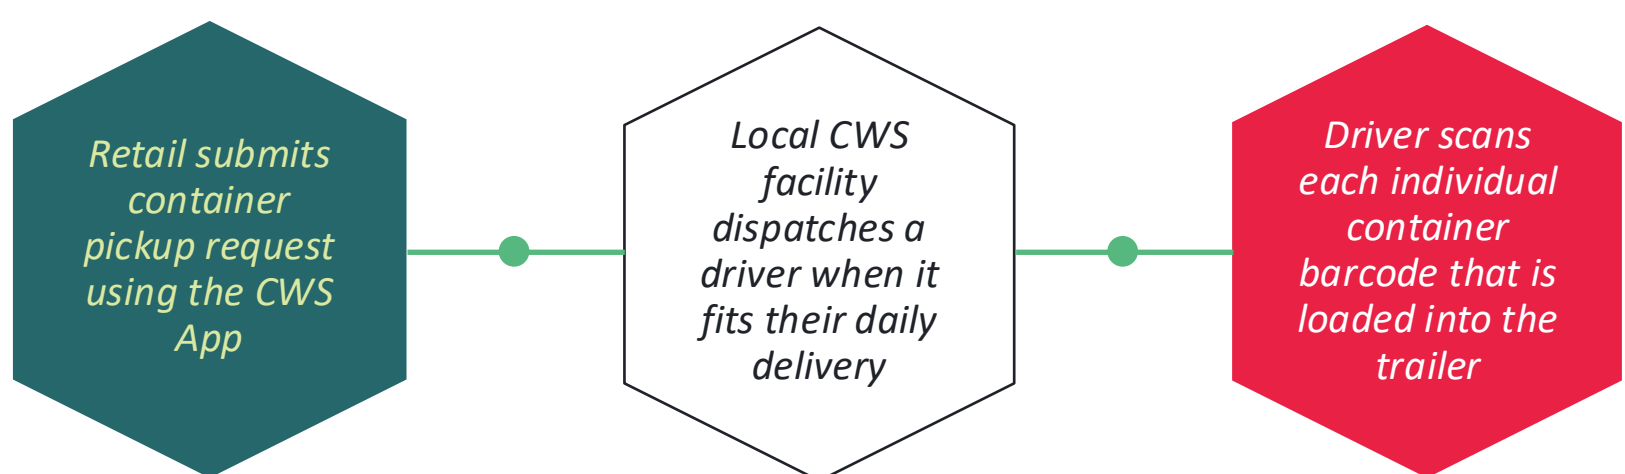 Retail submits
container
pickup request
using the CWS
App
Local CWS
facility
dispatches a
driver when it
fits their daily
delivery
Driver scans
each individual
container
barcode that is
loaded into the
trailer